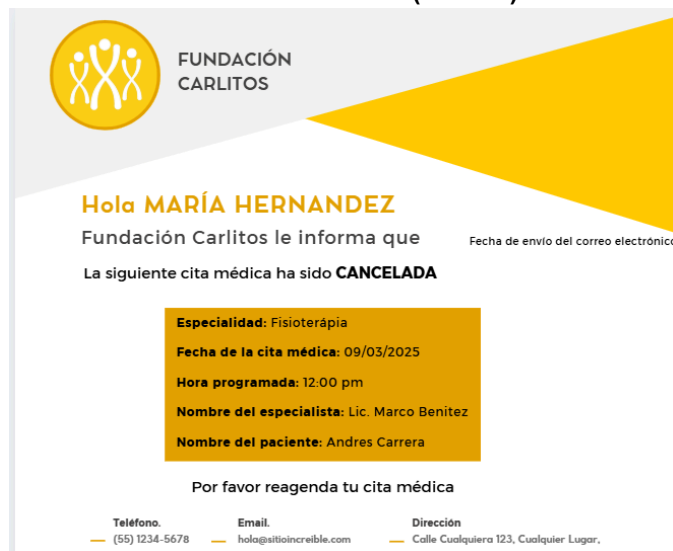 FUNDACIÓN
CARLITOS
Hola MARÍA HERNANDEZ
Fundación Carlitos le informa que
Fecha de envío del correo electrónico
La siguiente cita médica ha sido CANCELADA
Especialidad: Fisioterápia
Fecha de la cita médica: 09/03/2025
Hora programada: 12:00 pm
Nombre del especialista: Lic. Marco Benitez
Nombre del paciente: Andres Carrera
Por favor reagenda tu cita médica
Teléfono. Email. Dirección
(55) 1234-5678 hola@sitioincreible.com Calle Cualquiera 123, Cualquier Lugar,